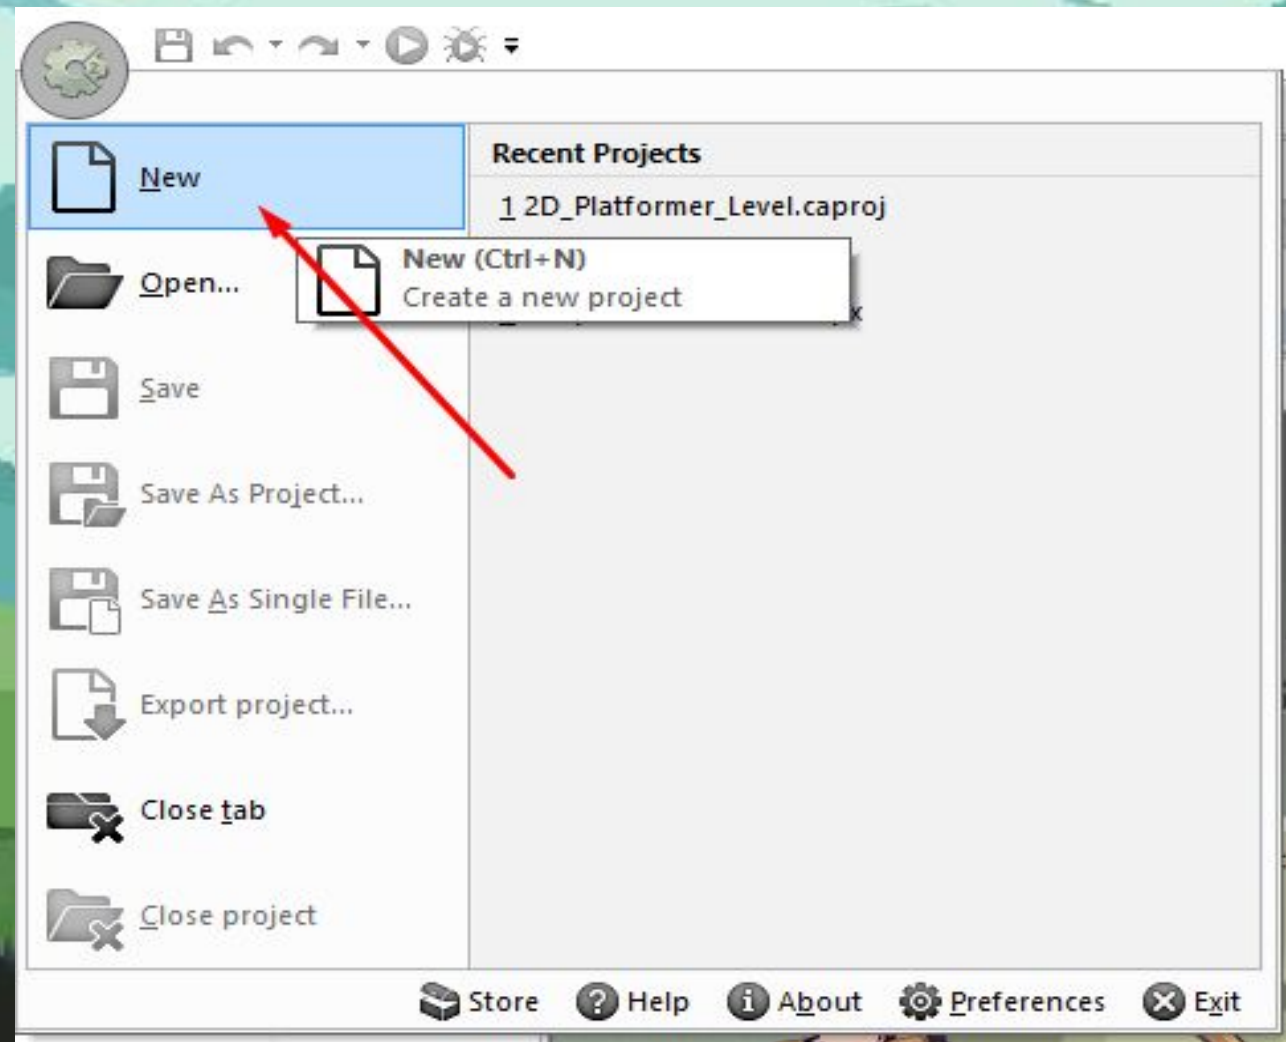 New
Open...
Save
Save As Project...
Save As Single File...
Export project...
Close tab
Close project
Recent Projects
1 2D_Platformer_Level.caproj
New (Ctrl+N)
Create a new project
Store Help About Preferences Exit